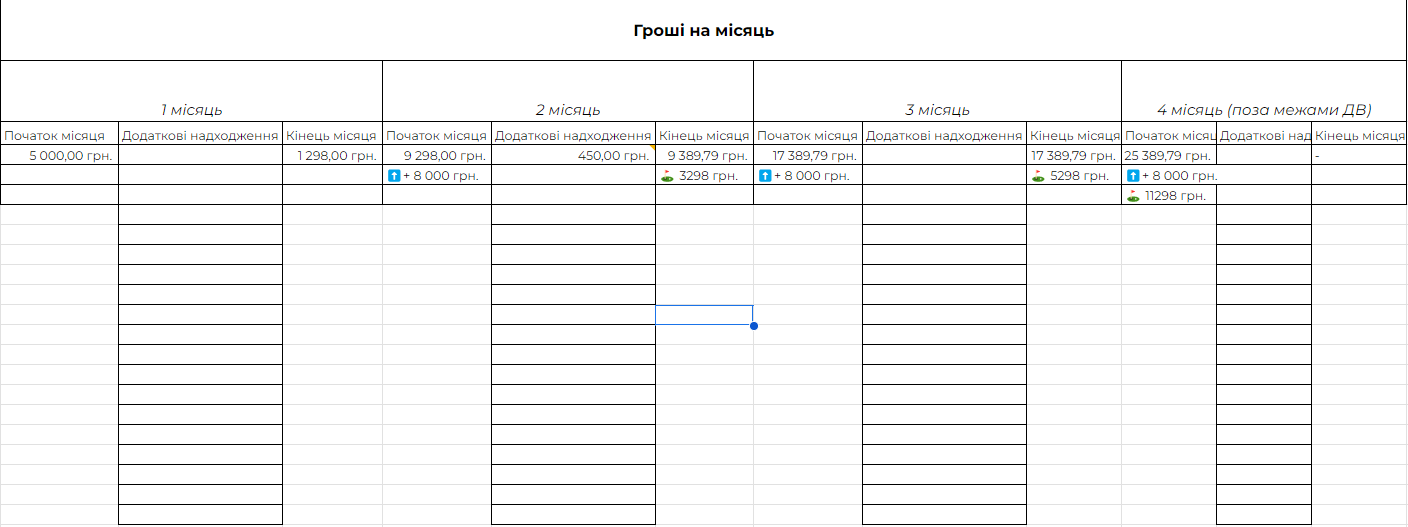 Гроші на місяць
1 місяць 2 місяць 3 місяць 4 місяць (поза межами ДВ)
Початок місяця Додаткові надходження Кінець місяця Початок місяця Додаткові надходження Кінець місяця Початок місяця Додаткові надходження Кінець місяця Початок місяц Додаткові над Кінець місяця
5 000,00 грн. 1 298,00 грн. 9 298,00 грн. 450,00 грн. 9 389,79 грн. 17 389,79 грн. 17 389,79 грн. 25 389,79 грн. -
⬆️ + 8 000 грн. ⛳ 3298 грн. ⬆️ + 8 000 грн. ⛳ 5298 грн. ⬆️ + 8 000 грн.
⛳ 11298 грн.